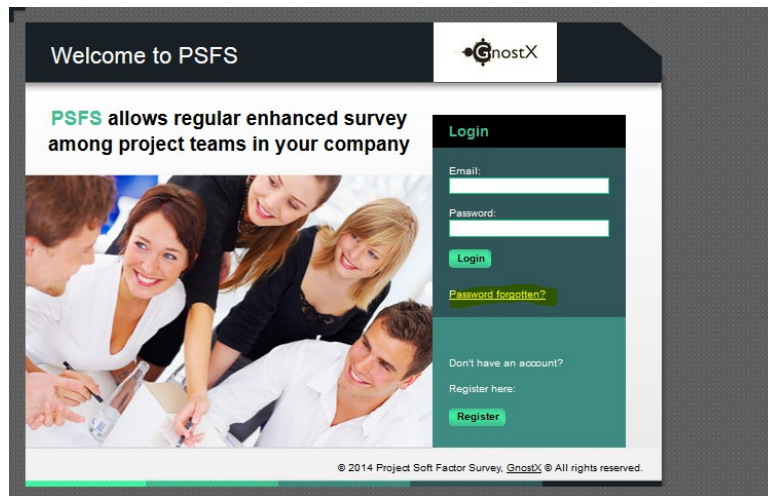 Welcome to PSFS
GnostX
PSFS allows regular enhanced survey
among project teams in your company
Login
Email:
Password:
Login
Password forgotten?
Don't have an account?
Register here:
Register
© 2014 Project Soft Factor Survey, GnostX © All rights reserved.